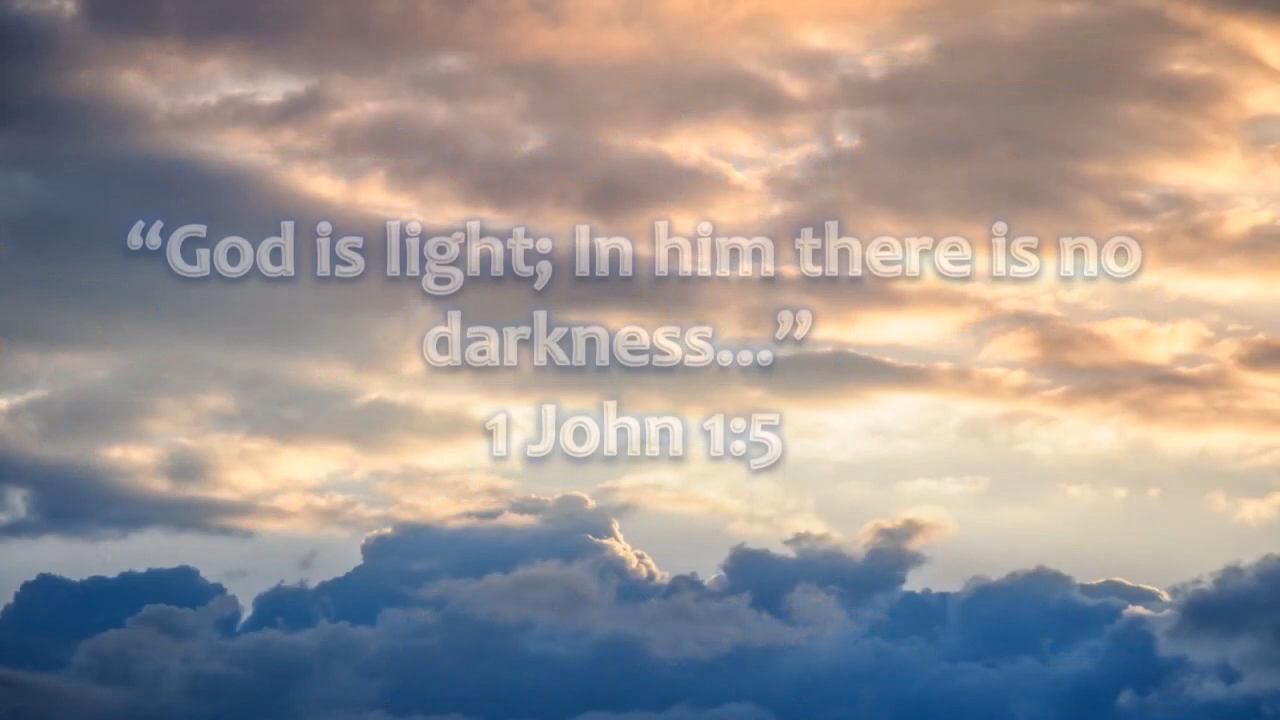 “God is light; In him there is no
darkness...”
1 John 1:5